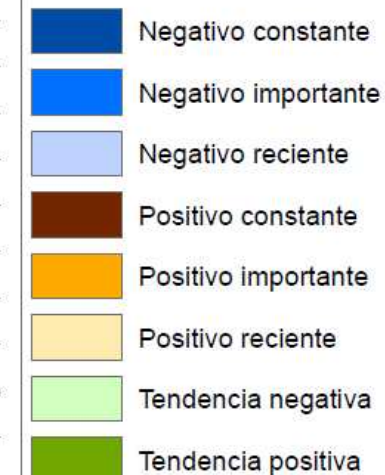 Negativo constante
Negativo importante
Negativo reciente
Positivo constante
Positivo importante
Positivo reciente
Tendencia negativa
Tendencia positiva